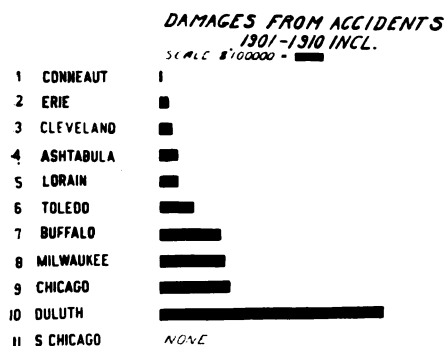 DAMAGES FROM ACCIDENTS
1901-1910 INCL.
SCALE $100000 =
1 CONNEAUT
2 ERIE
3 CLEVELAND
4 ASHTABULA
5 LORAIN
6 TOLEDO
7 BUFFALO
8 MILWAUKEE
9 CHICAGO
10 DULUTH
11 S CHICAGO NONE